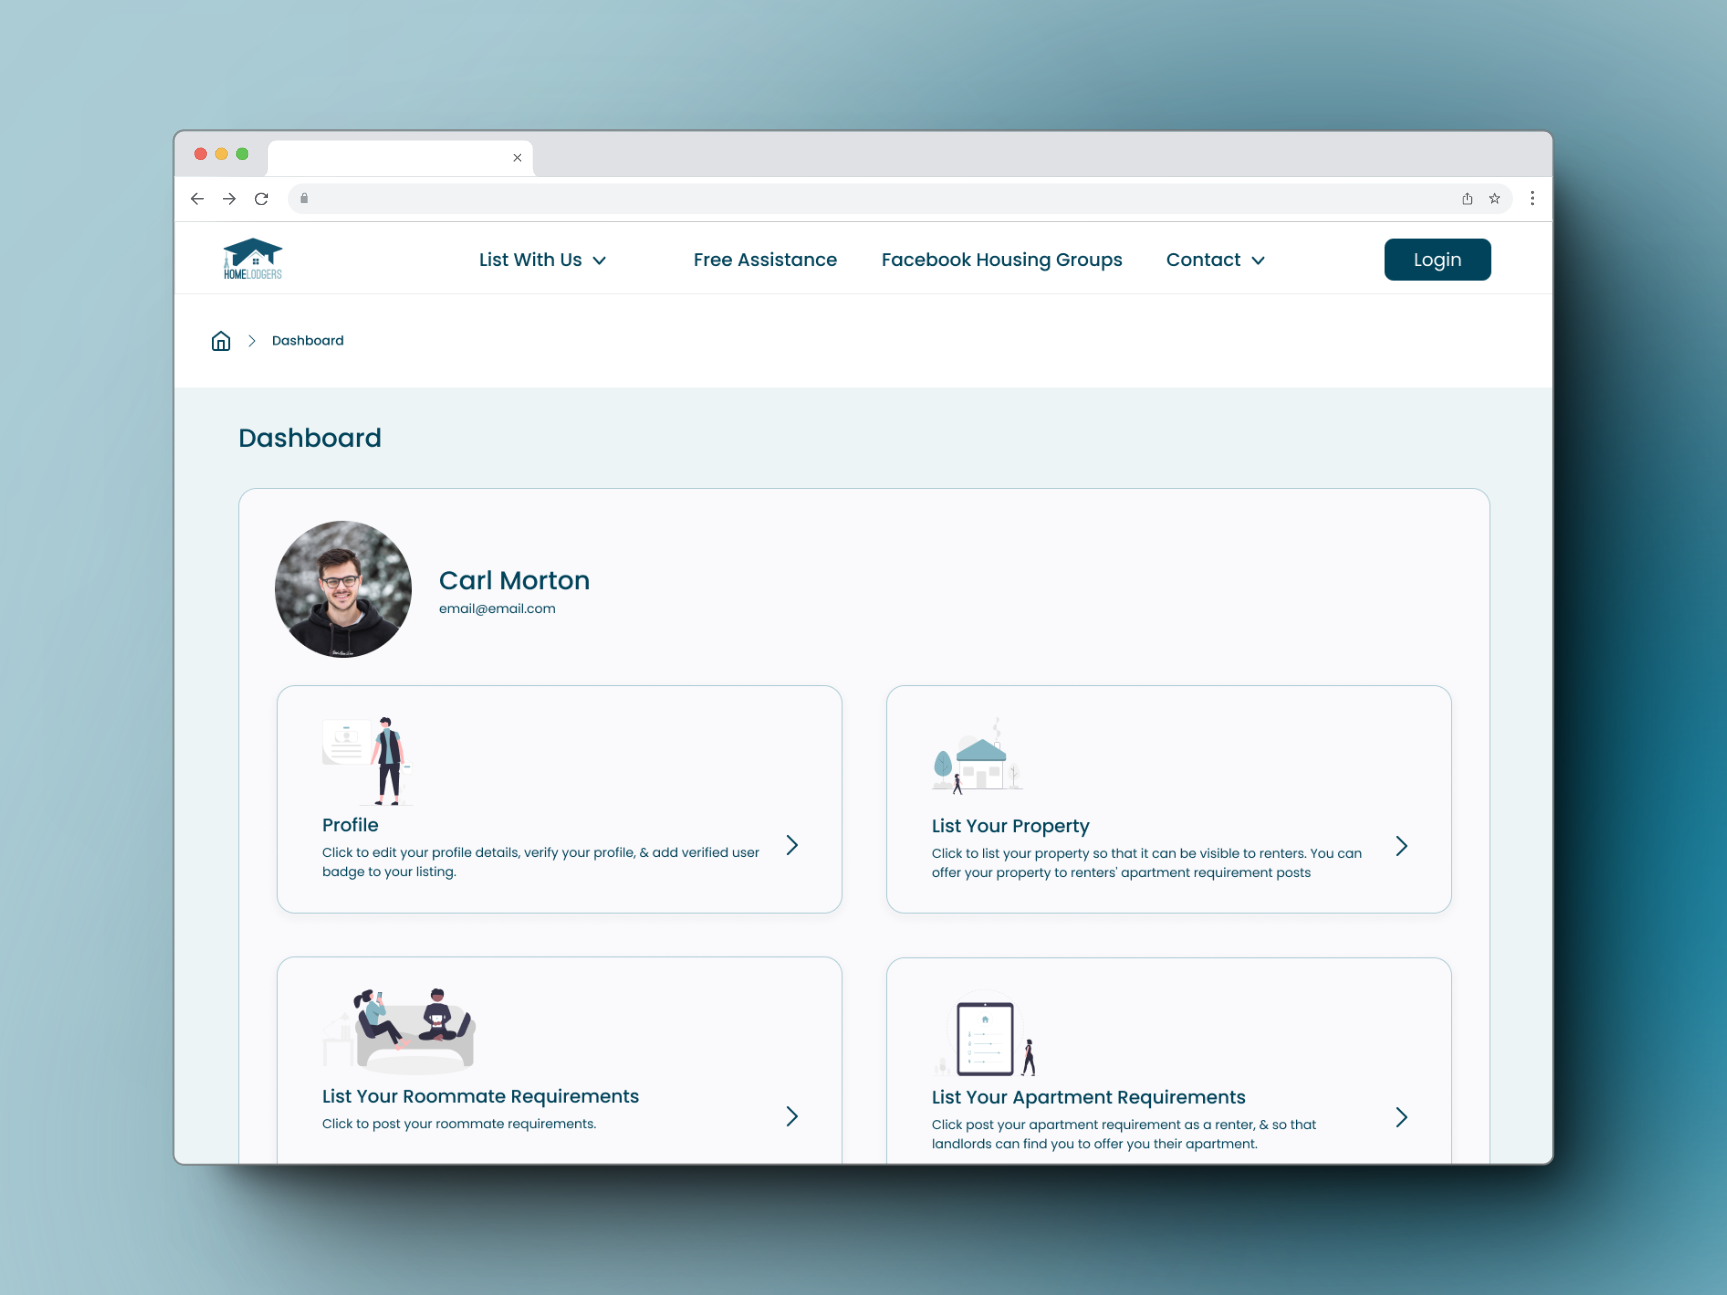 HOMELODGERS
List With Us
Free Assistance
Facebook Housing Groups
Contact
Login
Dashboard
Dashboard
Carl Morton
email@email.com
Profile
Click to edit your profile details, verify your profile, & add verified user
badge to your listing.
List Your Property
Click to list your property so that it can be visible to renters. You can
offer your property to renters' apartment requirement posts
List Your Roommate Requirements
Click to post your roommate requirements.
List Your Apartment Requirements
Click post your apartment requirement as a renter, & so that
landlords can find you to offer you their apartment.